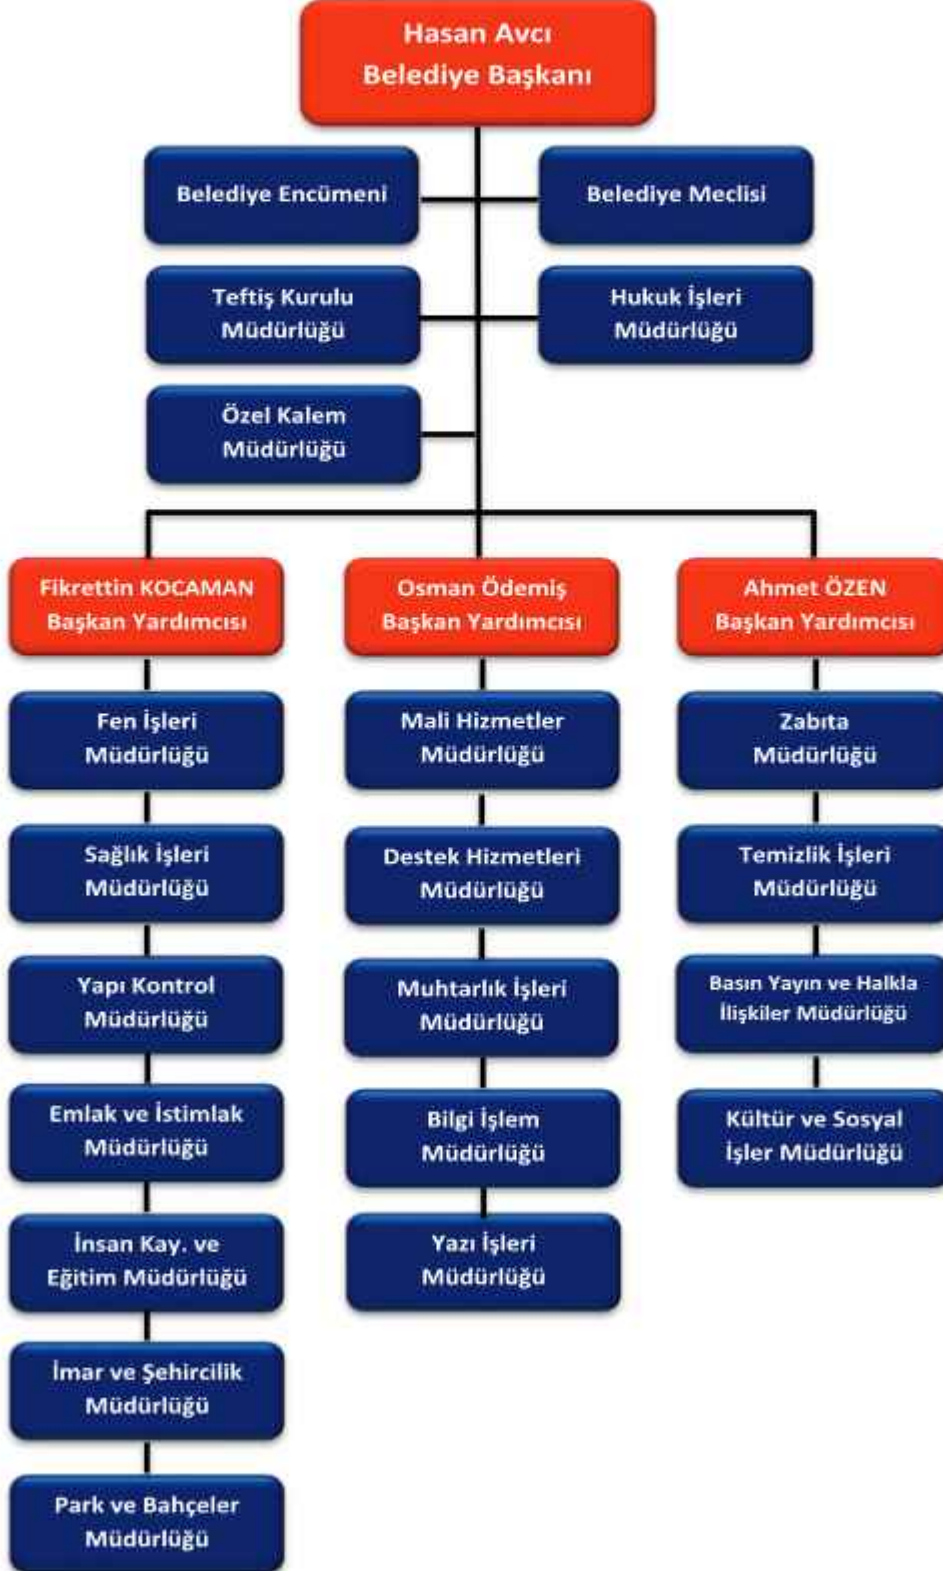 Hasan Avcı
Belediye Başkanı
Belediye Encümeni
Belediye Meclisi
Teftiş Kurulu
Müdürlüğü
Hukuk İşleri
Müdürlüğü
Özel Kalem
Müdürlüğü
Fikrettin KOCAMAN
Başkan Yardımcısı
Osman Ödemiş
Başkan Yardımcısı
Ahmet ÖZEN
Başkan Yardımcısı
Fen İşleri
Müdürlüğü
Sağlık İşleri
Müdürlüğü
Yapı Kontrol
Müdürlüğü
Emlak ve İstimlak
Müdürlüğü
İnsan Kay. ve
Eğitim Müdürlüğü
İmar ve Şehircilik
Müdürlüğü
Park ve Bahçeler
Müdürlüğü
Mali Hizmetler
Müdürlüğü
Destek Hizmetleri
Müdürlüğü
Muhtarlık İşleri
Müdürlüğü
Bilgi İşlem
Müdürlüğü
Yazı İşleri
Müdürlüğü
Zabıta
Müdürlüğü
Temizlik İşleri
Müdürlüğü
Basın Yayın ve Halkla
İlişkiler Müdürlüğü
Kültür ve Sosyal
İşler Müdürlüğü